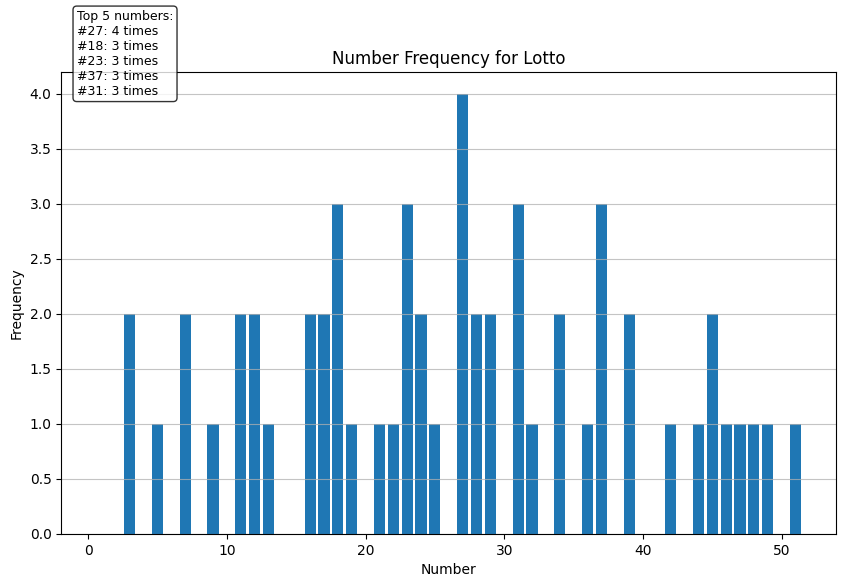 Top 5 numbers:
#27: 4 times
#18: 3 times
#23: 3 times
#37: 3 times
#31: 3 times
Number Frequency for Lotto
4.0
3.5
3.0
2.5
2.0
1.5
1.0
0.5
0.0
Frequency
0 10 20 30 40 50
Number